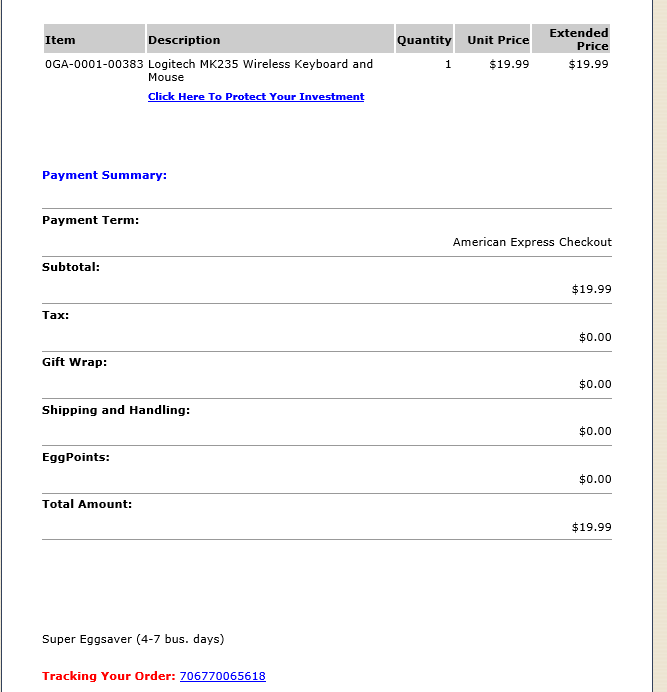 Item Description Quantity Unit Price Extended Price
0GA-0001-00383 Logitech MK235 Wireless Keyboard and 1 $19.99 $19.99
Mouse
Click Here To Protect Your Investment
Payment Summary:
Payment Term:
American Express Checkout
Subtotal:
$19.99
Tax:
$0.00
Gift Wrap:
$0.00
Shipping and Handling:
$0.00
EggPoints:
$0.00
Total Amount:
$19.99
Super Eggsaver (4-7 bus. days)
Tracking Your Order: 706770065618